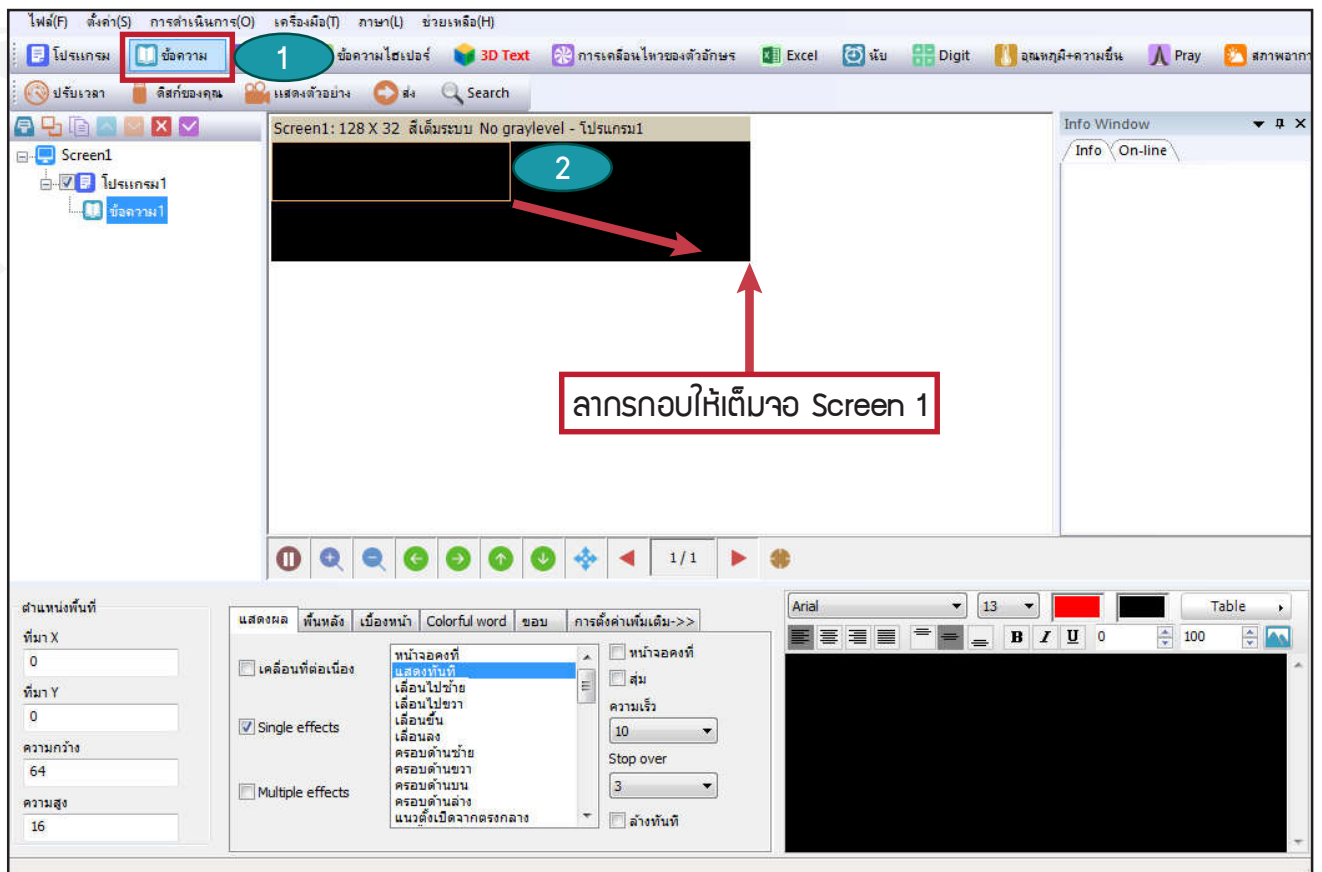 ไฟล์(F) ตั้งค่า(S) การดำเนินการ(O) เครื่องมือ(T) ภาษา(L) ช่วยเหลือ(H)
โปรแกรม ข้อความ 1 ข้อความไฮเปอร์ 3D Text การเคลื่อนไหวของตัวอักษร Excel นับ Digit อุณหภูมิ+ความชื้น Pray สภาพอากา
ปรับเวลา ดิสก์ของคุณ แสดงตัวอย่าง ส่ง Search
Screen1: 128 X 32 สีเต็มระบบ No graylevel - โปรแกรม1
Info Window
Info On-line
Screen1
โปรแกรม1
ข้อความ1
2
ลากรกอบให้เต็มจอ Screen 1
1/1
ตำแหน่งพื้นที่
ที่มา X
0
ที่มา Y
0
ความกว้าง
64
ความสูง
16
แสดงผล พื้นหลัง เบื้องหน้า Colorful word ขอบ การตั้งค่าเพิ่มเติม->>
เคลื่อนที่ต่อเนื่อง
Single effects
Multiple effects
หน้าจอคงที่
แสดงทันที
เลื่อนไปซ้าย
เลื่อนไปขวา
เลื่อนขึ้น
เลื่อนลง
ครอบด้านซ้าย
ครอบด้านขวา
ครอบด้านบน
ครอบด้านล่าง
แนวตั้งเปิดจากตรงกลาง
หน้าจอคงที่
สุ่ม
ความเร็ว
10
Stop over
3
ล้างทันที
Arial 13 Table
B I U 0 100